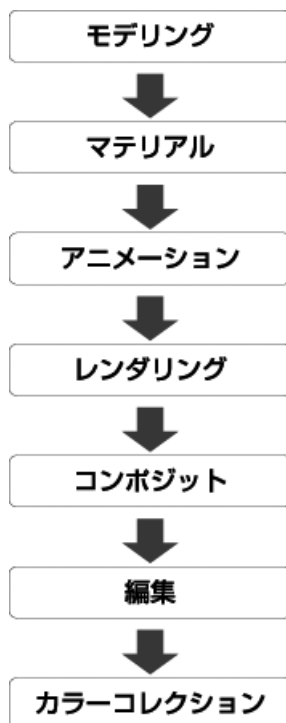 モデリング
マテリアル
アニメーション
レンダリング
コンポジット
編集
カラーコレクション